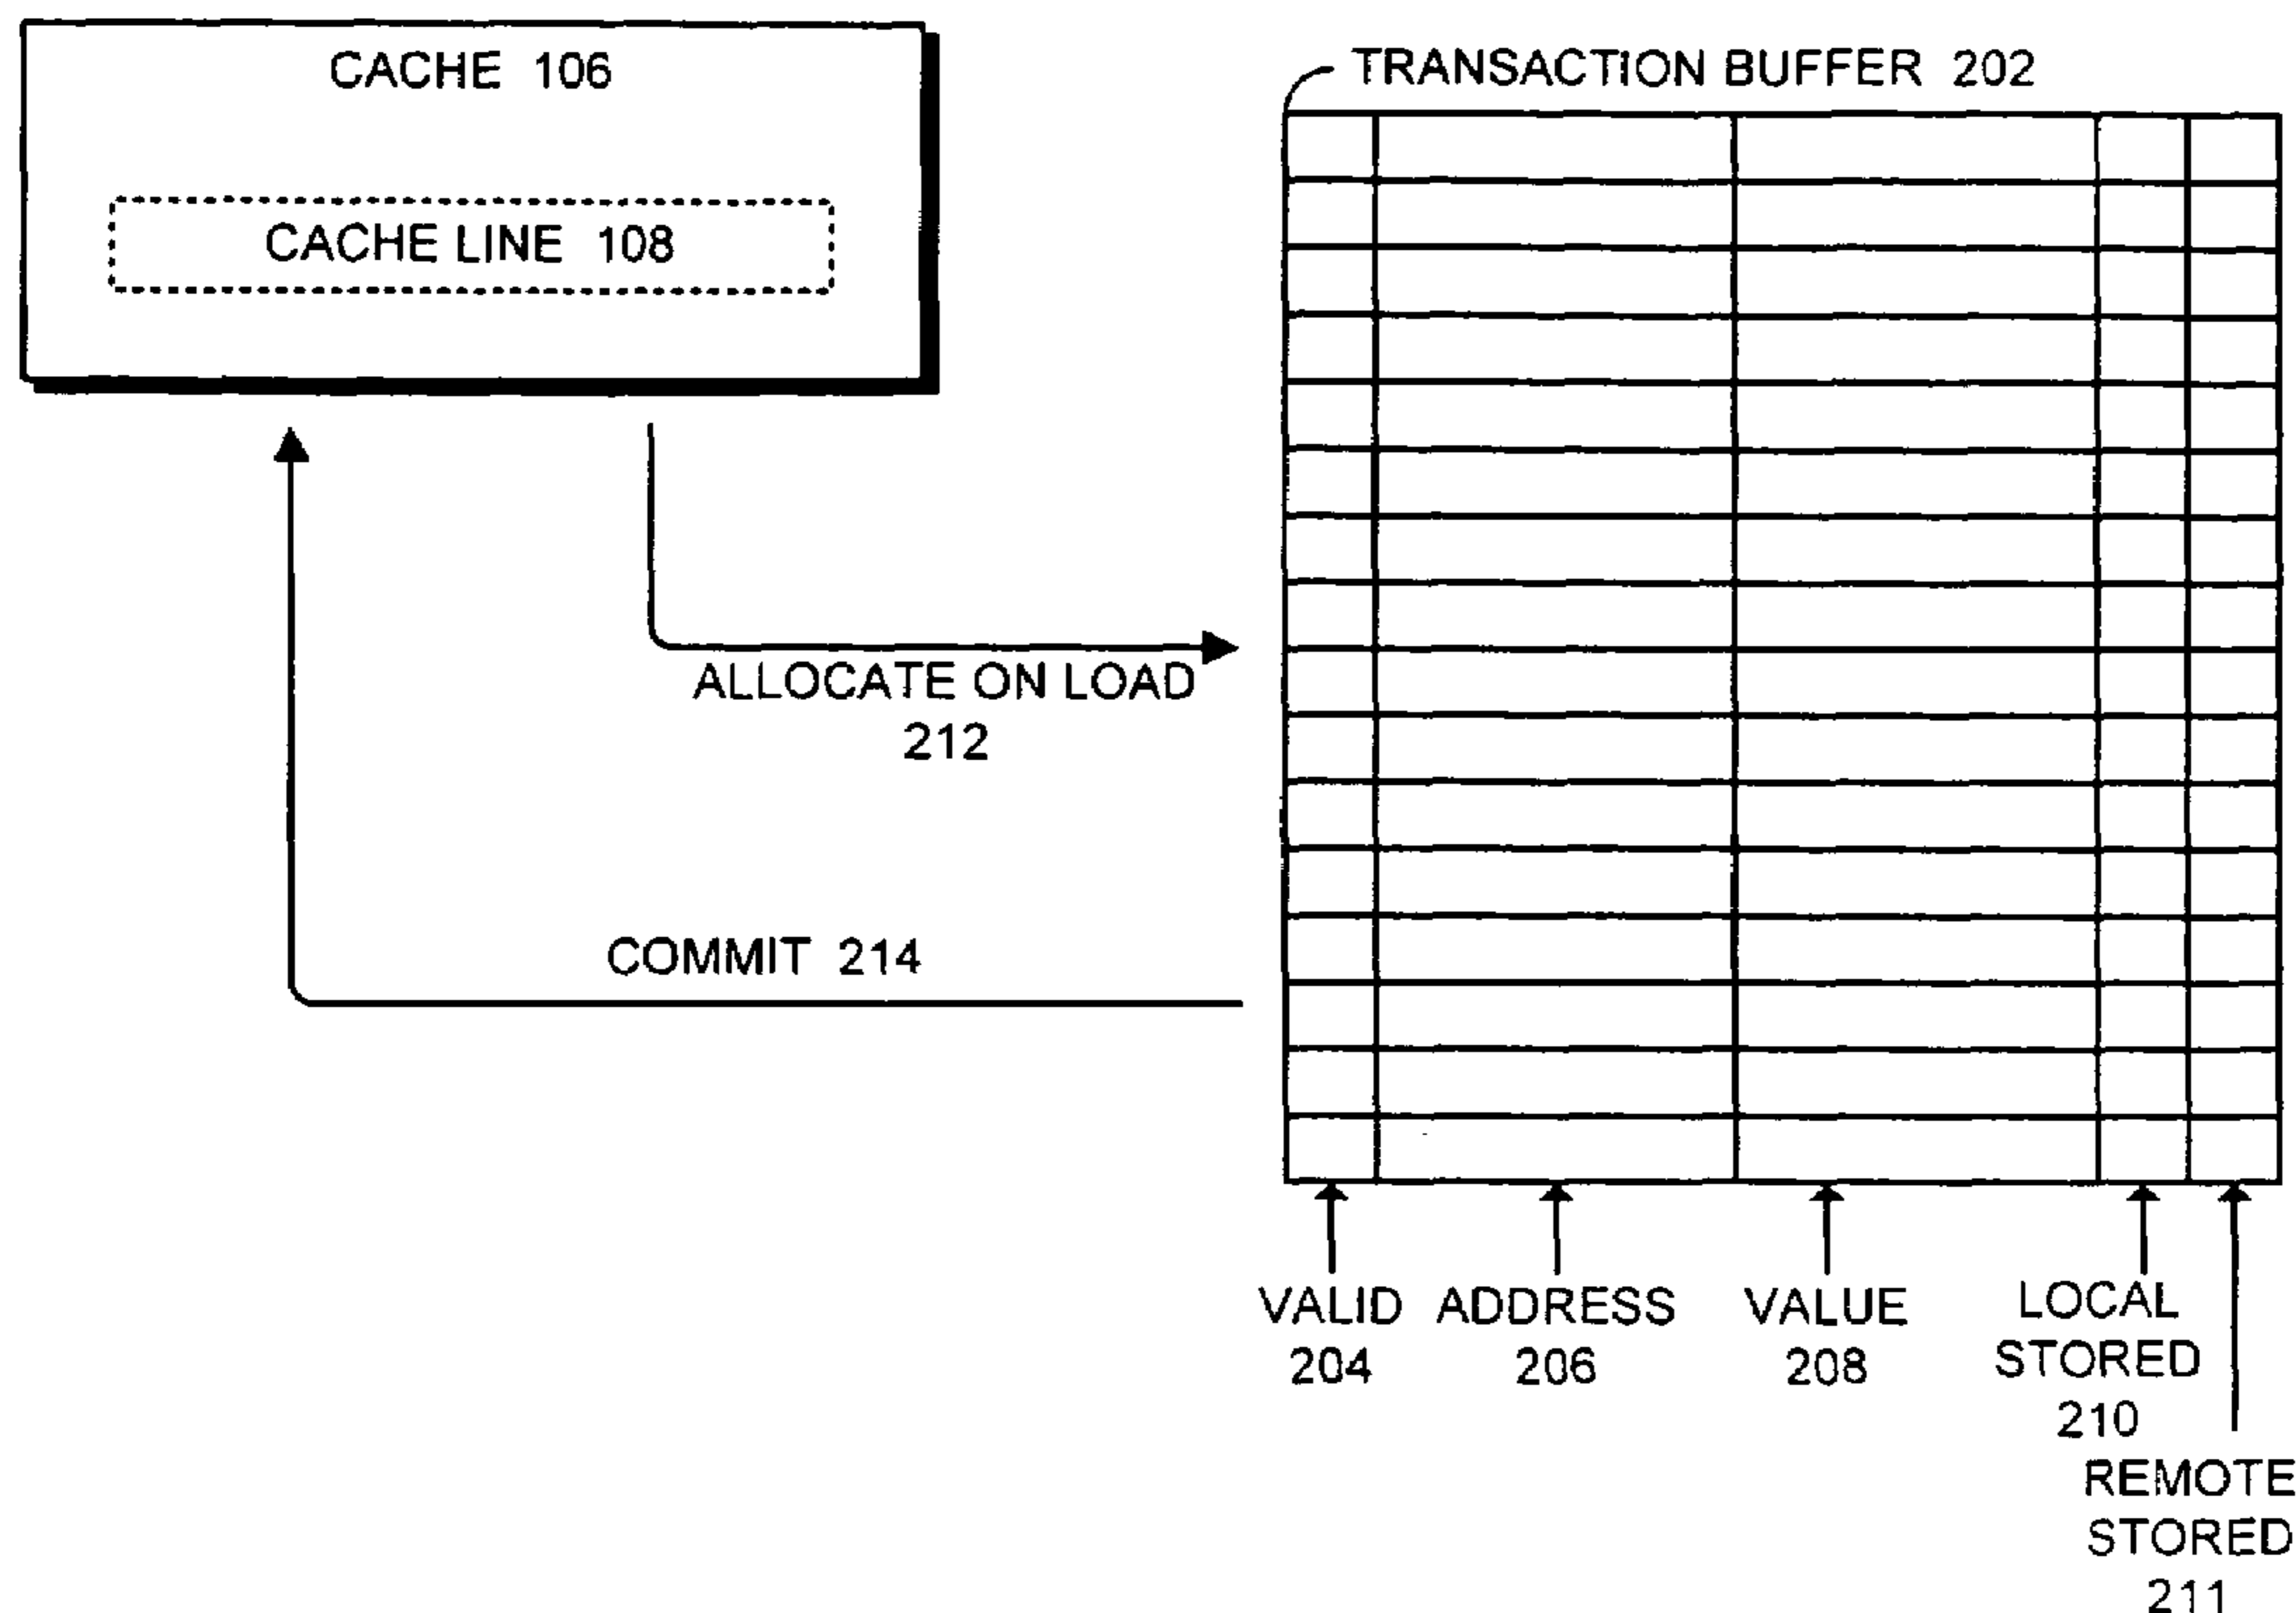 CACHE 106
CACHE LINE 108
TRANSACTION BUFFER 202
ALLOCATE ON LOAD
212
COMMIT 214
VALID
204
ADDRESS
206
VALUE
208
LOCAL
STORED
210
REMOTE
STORED
211